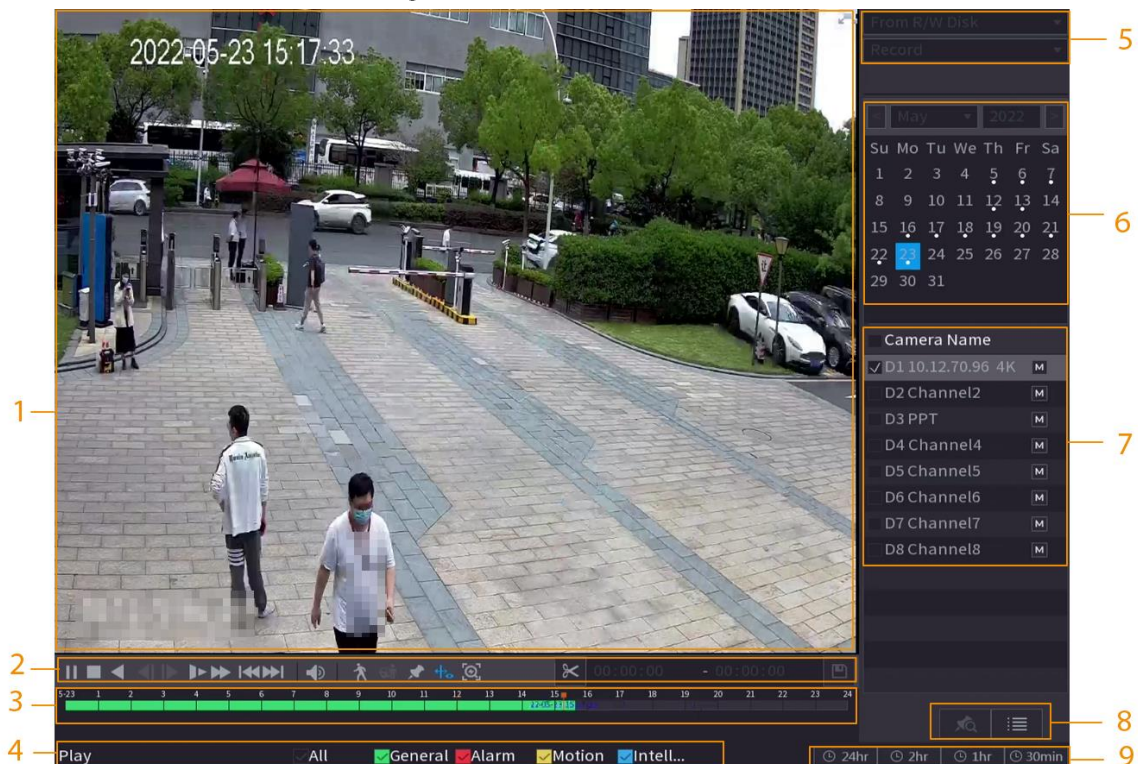 2022-05-23 15:17:33
From R/W Disk
Record
5
< May 2022 >
Su Mo Tu We Th Fr Sa
1 2 3 4 5 6 7
8 9 10 11 12 13 14
15 16 17 18 19 20 21
22 23 24 25 26 27 28
29 30 31
6
Camera Name
D1 10.12.70.96 4K M
D2 Channel2 M
D3 PPT M
D4 Channel4 M
D5 Channel5 M
D6 Channel6 M
D7 Channel7 M
D8 Channel8 M
7
1
让
2
00:00:00 - 00:00:00
3
5-23 1 2 3 4 5 6 7 8 9 10 11 12 13 14 15 16 17 18 19 20 21 22 23 24
8
4
Play All General Alarm Motion Intell...
24hr 2hr 1hr 30min
9